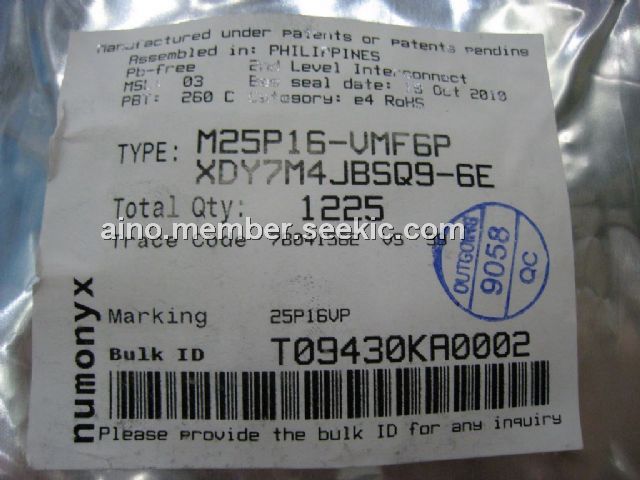 Manufactured under patents or patents pending
Assembled in: PHILIPPINES
Pb-free 2nd Level Interconnect
MSL: 03 Bag seal date: Oct 2010
PBT: 260 C Category: e4 RoHS
TYPE: M25P16-VMF6P
XDY7M4JBSQ9-6E
Total Qty: 1225
aino.member.seekic.com
Trace Code
OUTGOING
9058
QC
numonyx
Marking 25P16VP
Bulk ID T09430KA0002
Please provide the bulk ID for any inquiry